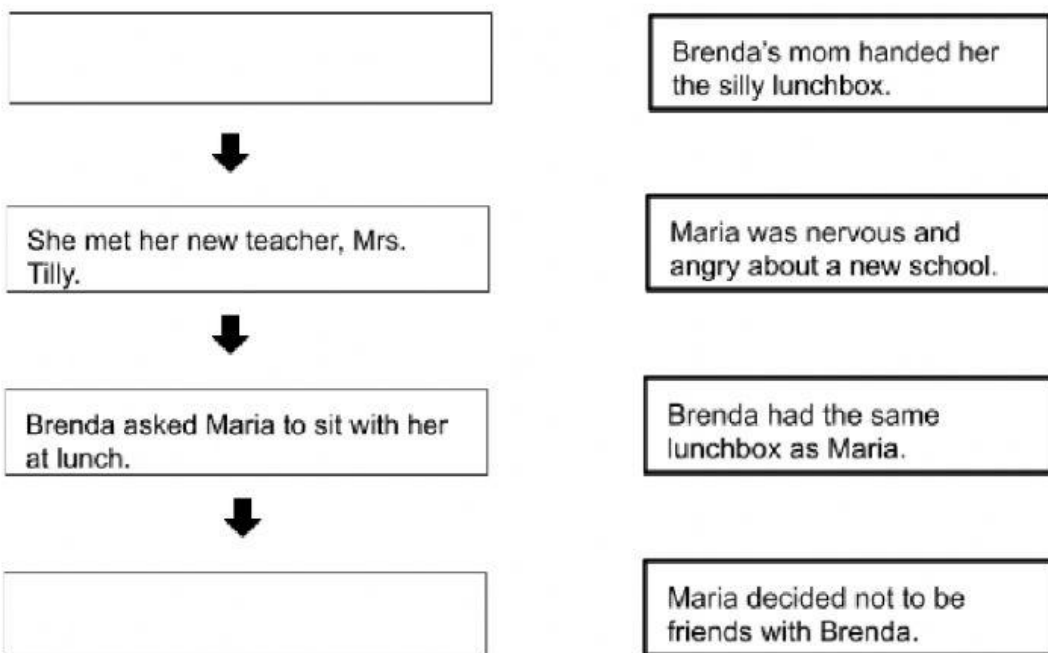 Brenda's mom handed her
the silly lunchbox.
She met her new teacher, Mrs.
Tilly.
Maria was nervous and
angry about a new school.
Brenda asked Maria to sit with her
at lunch.
Brenda had the same
lunchbox as Maria.
Maria decided not to be
friends with Brenda.